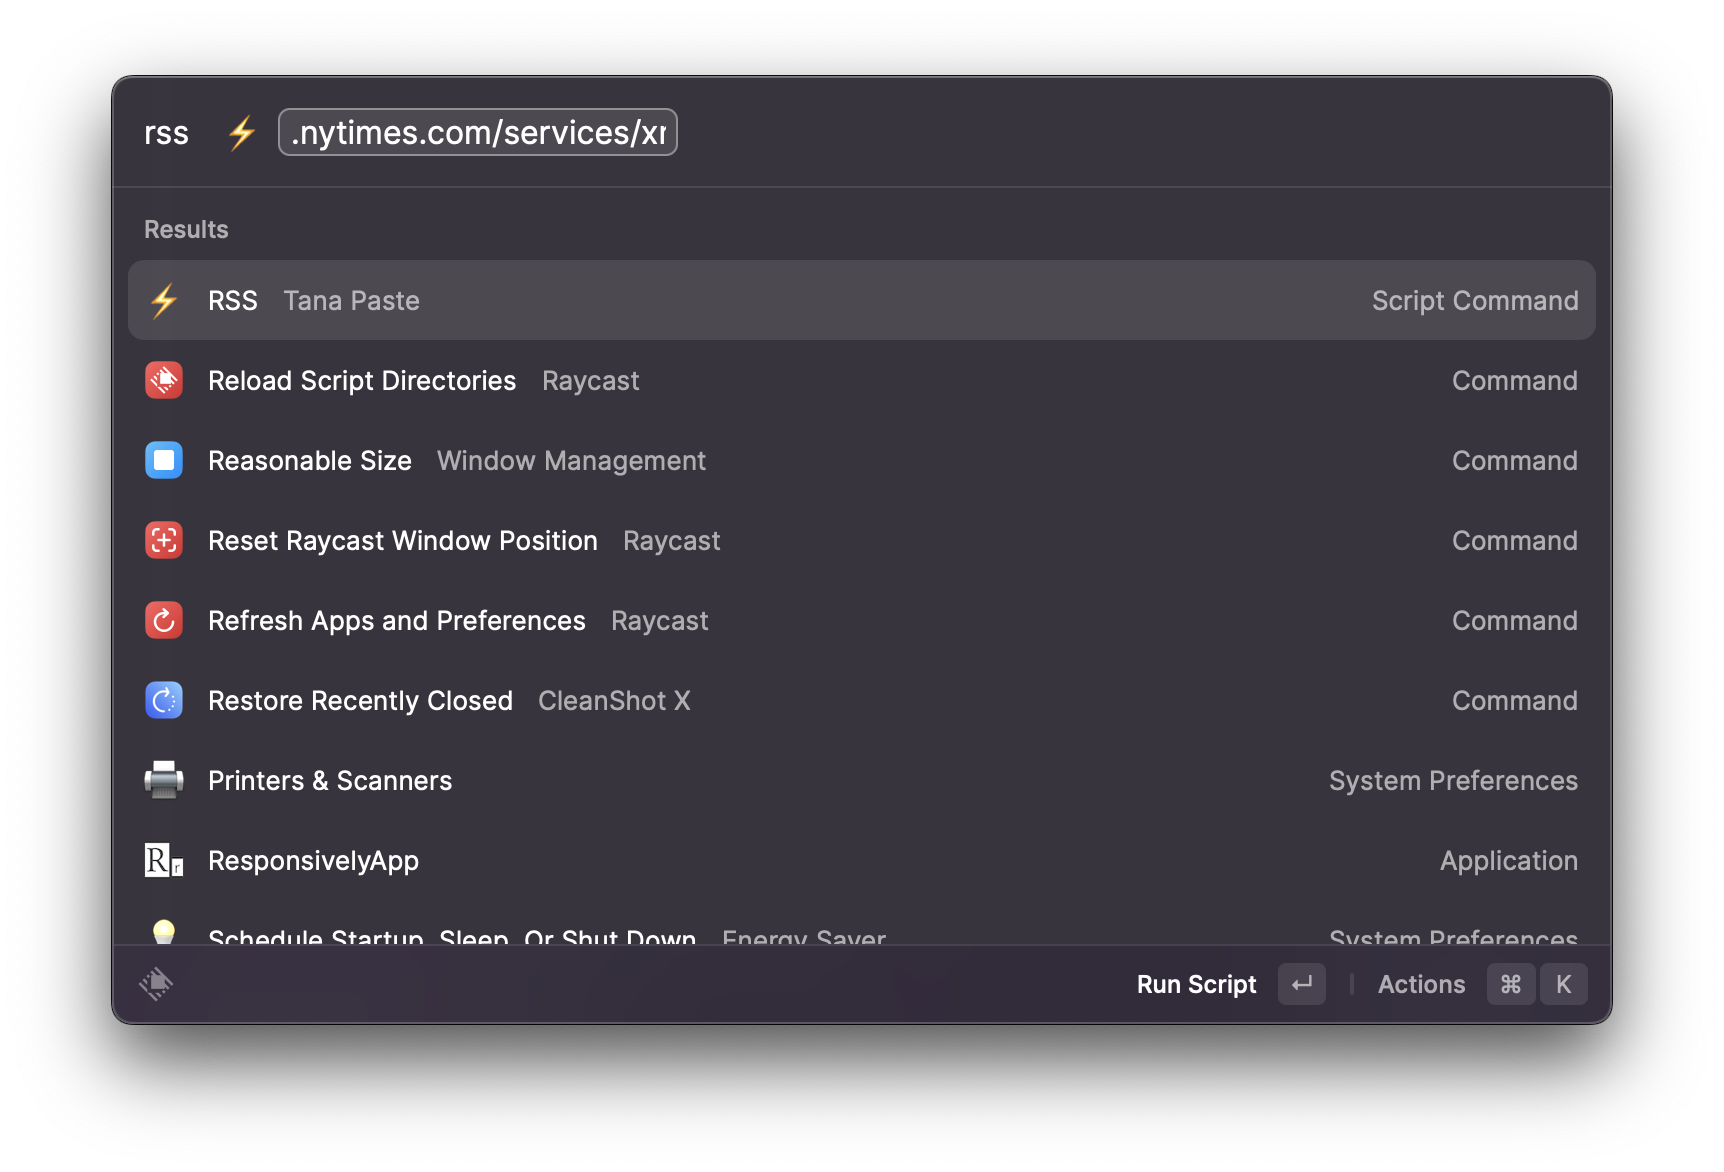 rss .nytimes.com/services/xr
Results
RSS Tana Paste Script Command
Reload Script Directories Raycast Command
Reasonable Size Window Management Command
Reset Raycast Window Position Raycast Command
Refresh Apps and Preferences Raycast Command
Restore Recently Closed CleanShot X Command
Printers & Scanners System Preferences
R r ResponsivelyApp Application
Schedule Startup, Sleep, Or Shut Down Energy Saver System Preferences
Run Script ↵ Actions ⌘ K